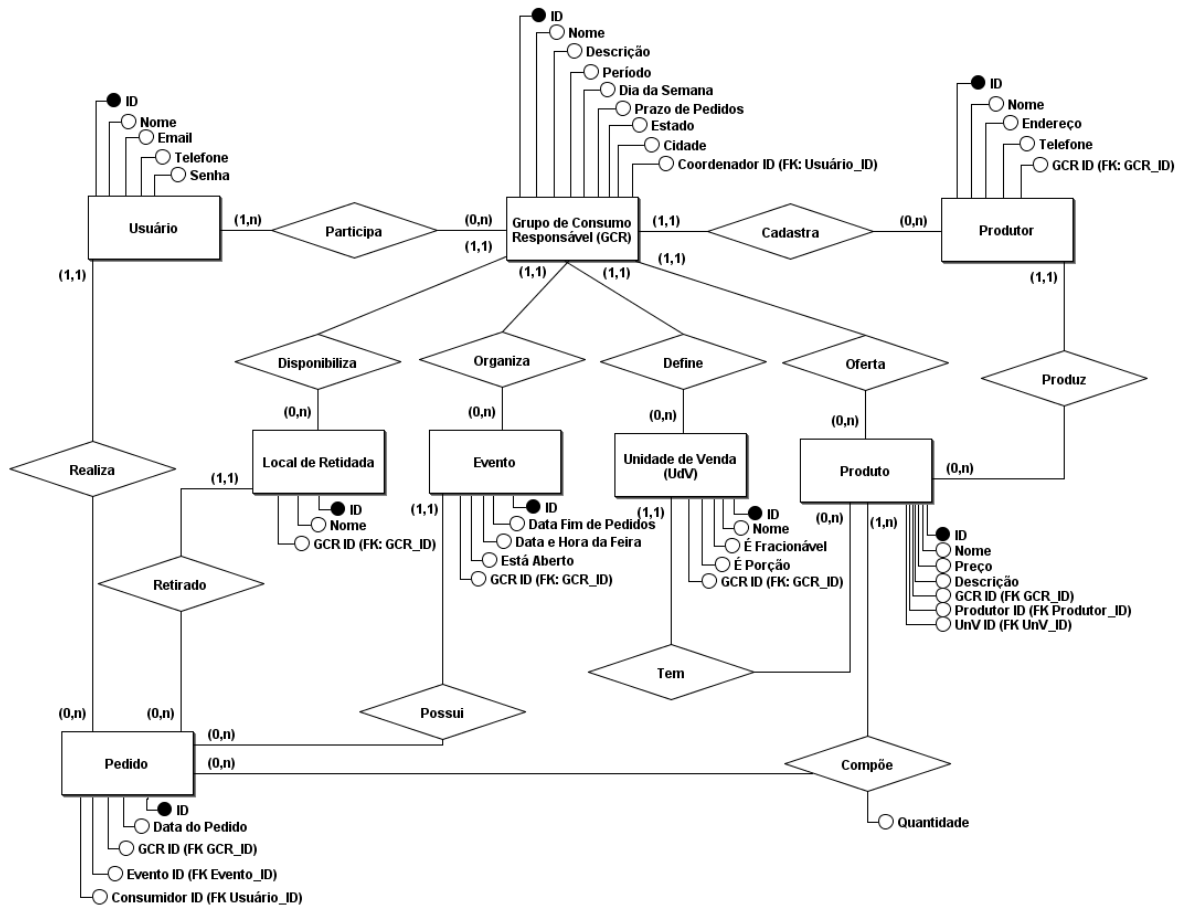 ID
Nome
Descrição
Período
Dia da Semana
Prazo de Pedidos
Estado
Cidade
Coordenador ID (FK: Usuário_ID)
ID
Nome
Email
Telefone
Senha
ID
Nome
Endereço
Telefone
GCR ID (FK: GCR_ID)
Usuário
(1,n)
Participa
(0,n)
Grupo de Consumo
Responsável (GCR)
(1,1)
Cadastra
(0,n)
Produtor
(1,1)
(1,1)
(1,1)
(1,1)
(1,1)
(1,1)
Disponibiliza
Organiza
Define
Oferta
Produz
(0,n)
(0,n)
(0,n)
(0,n)
Realiza
(1,1)
Local de Retidada
Evento
Unidade de Venda
(UdV)
Produto
(0,n)
ID
Nome
GCR ID (FK: GCR_ID)
(1,1)
ID
Data Fim de Pedidos
Data e Hora da Feira
Está Aberto
GCR ID (FK: GCR_ID)
(1,1)
ID
Nome
É Fracionável
É Porção
GCR ID (FK: GCR_ID)
(0,n)
(1,n)
ID
Nome
Preço
Descrição
GCR ID (FK GCR_ID)
Produtor ID (FK Produtor_ID)
UnV ID (FK UnV_ID)
Retirado
Tem
Possui
(0,n)
(0,n)
(0,n)
(0,n)
Pedido
Compõe
Quantidade
ID
Data do Pedido
GCR ID (FK GCR_ID)
Evento ID (FK Evento_ID)
Consumidor ID (FK Usuário_ID)